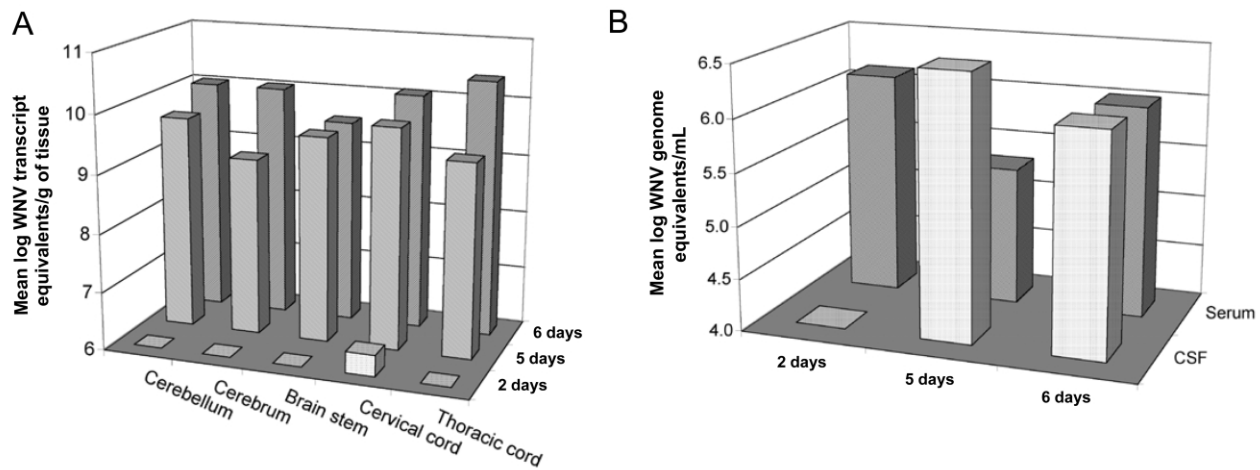 A
Mean log WNV transcript
equivalents/g of tissue
11
10
9
8
7
6
Cerebellum
Cerebrum
Brain stem
Cervical cord
Thoracic cord
6 days
5 days
2 days
B
Mean log WNV genome
equivalents/mL
6.5
6.0
5.5
5.0
4.5
4.0
2 days
5 days
6 days
Serum
CSF